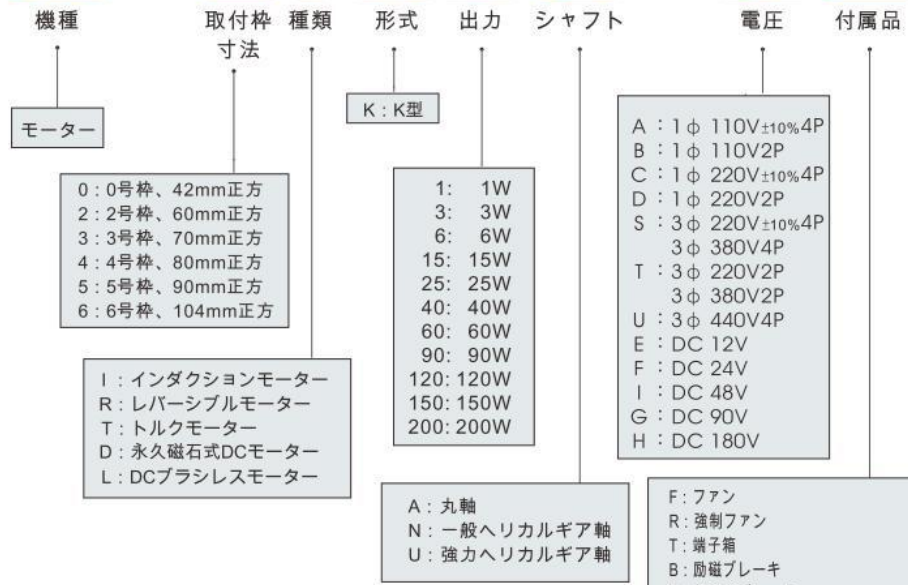 機種
取付枠
寸法
種類
形式
出力
シャフト
電圧
付属品
モーター
0：0号枠、42mm正方
2：2号枠、60mm正方
3：3号枠、70mm正方
4：4号枠、80mm正方
5：5号枠、90mm正方
6：6号枠、104mm正方
I：インダクションモーター
R：レバーシブルモーター
T：トルクモーター
D：永久磁石式DCモーター
L：DCブラシレスモーター
K：K型
1: 1W
3: 3W
6: 6W
15: 15W
25: 25W
40: 40W
60: 60W
90: 90W
120: 120W
150: 150W
200: 200W
A：丸軸
N：一般ヘリカルギア軸
U：強力ヘリカルギア軸
A：1φ 110V±10%4P
B：1φ 110V2P
C：1φ 220V±10%4P
D：1φ 220V2P
S：3φ 220V±10%4P
3φ 380V4P
T：3φ 220V2P
3φ 380V2P
U：3φ 440V4P
E：DC 12V
F：DC 24V
I：DC 48V
G：DC 90V
H：DC 180V
F：ファン
R：強制ファン
T：端子箱
B：励磁ブレーキ